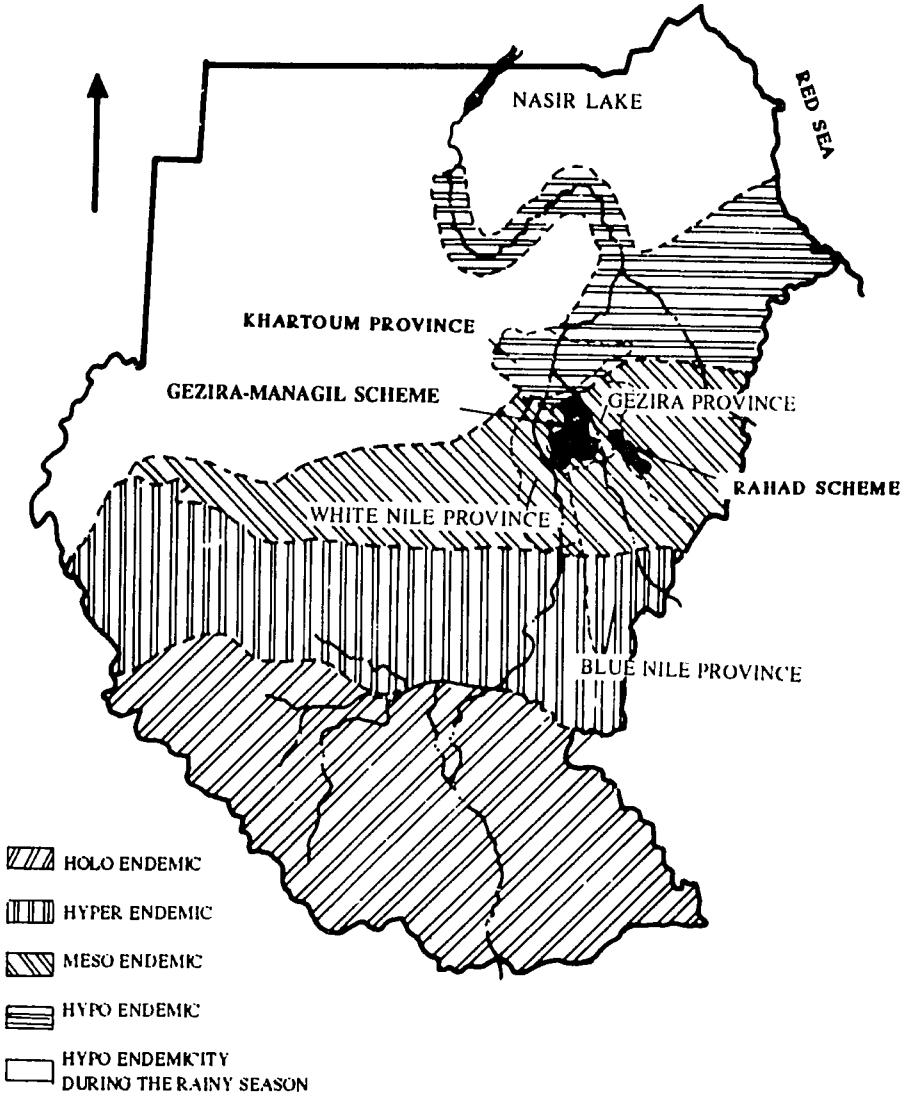 NASIR LAKE
RED SEA
KHARTOUM PROVINCE
GEZIRA-MANAGIL SCHEME
GEZIRA PROVINCE
RAHAD SCHEME
WHITE NILE PROVINCE
BLUE NILE PROVINCE
HOLO ENDEMIC
HYPER ENDEMIC
MESO ENDEMIC
HYPO ENDEMIC
HYPO ENDEMICITY
DURING THE RAINY SEASON